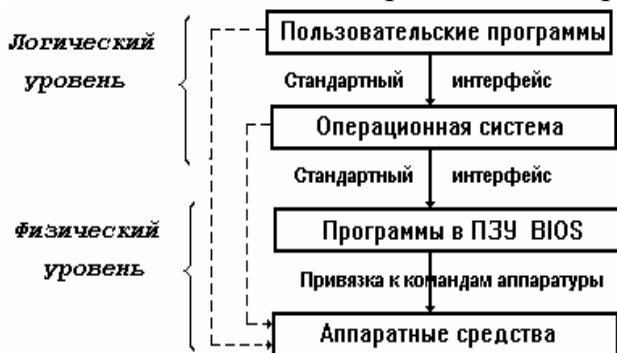 Логический
уровень
Пользовательские программы
Стандартный интерфейс
Операционная система
Стандартный интерфейс
Физический
уровень
Программы в ПЗУ BIOS
Привязка к командам аппаратуры
Аппаратные средства